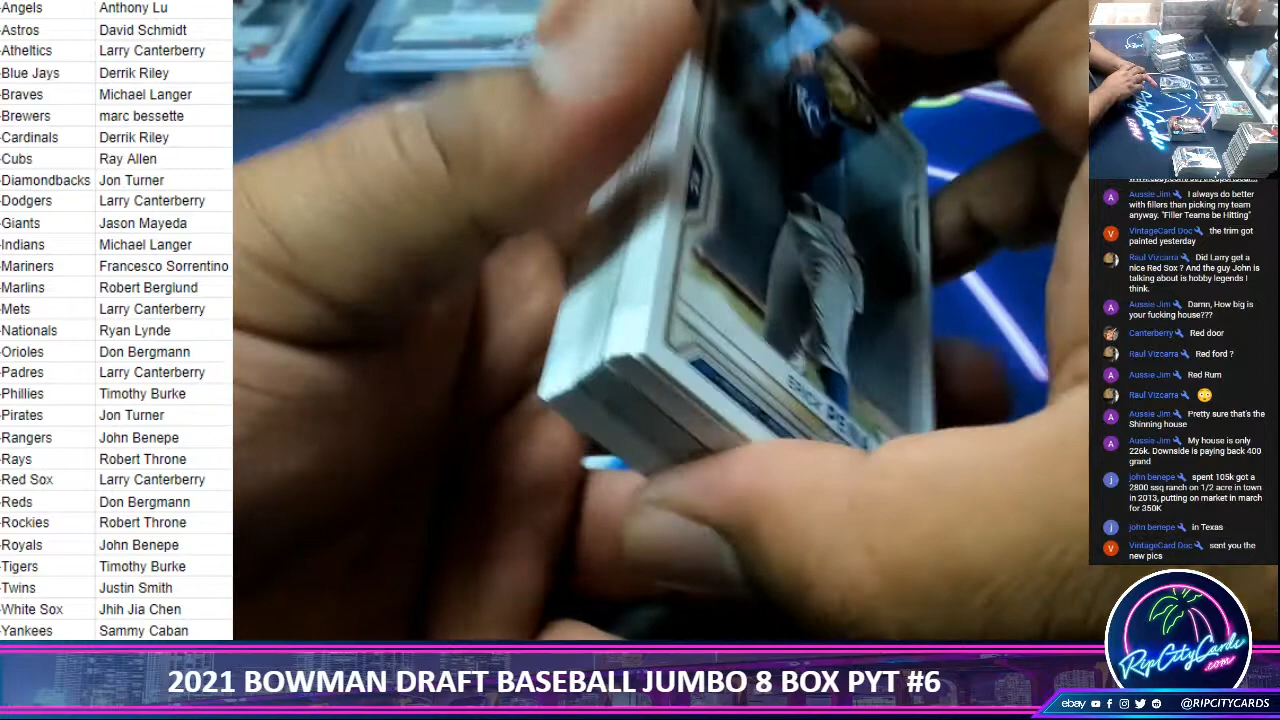 -Angels Anthony Lu
-Astros David Schmidt
-Atheltics Larry Canterberry
-Blue Jays Derrik Riley
-Braves Michael Langer
-Brewers marc bessette
-Cardinals Derrik Riley
-Cubs Ray Allen
-Diamondbacks Jon Turner
-Dodgers Larry Canterberry
-Giants Jason Mayeda
-Indians Michael Langer
-Mariners Francesco Sorrentino
-Marlins Robert Berglund
-Mets Larry Canterberry
-Nationals Ryan Lynde
-Orioles Don Bergmann
-Padres Larry Canterberry
-Phillies Timothy Burke
-Pirates Jon Turner
-Rangers John Benepe
-Rays Robert Throne
-Red Sox Larry Canterberry
-Reds Don Bergmann
-Rockies Robert Throne
-Royals John Benepe
-Tigers Timothy Burke
-Twins Justin Smith
-White Sox Jhih Jia Chen
-Yankees Sammy Caban
Aussie Jim I always do better
with fillers than picking my team
anyway. "Filler Teams be Hitting"
VintageCard Doc the trim got
painted yesterday
Raul Vizcarra Did Larry get a
nice Red Sox ? And the guy John is
talking about is hobby legends I
think.
Aussie Jim Damn, How big is
your fucking house???
Canterberry Red door
Raul Vizcarra Red ford ?
Aussie Jim Red Rum
Raul Vizcarra 😳
Aussie Jim Pretty sure that's the
Shinning house
Aussie Jim My house is only
226k. Downside is paying back 400
grand
john benepe spent 105k got a
2800 ssq ranch on 1/2 acre in town
in 2013, putting on market in march
for 350K
john benepe in Texas
VintageCard Doc sent you the
new pics
RipCityCards
.com
2021 BOWMAN DRAFT BASEBALL JUMBO 8 BOX PYT #6
ebay @RIPCITYCARDS